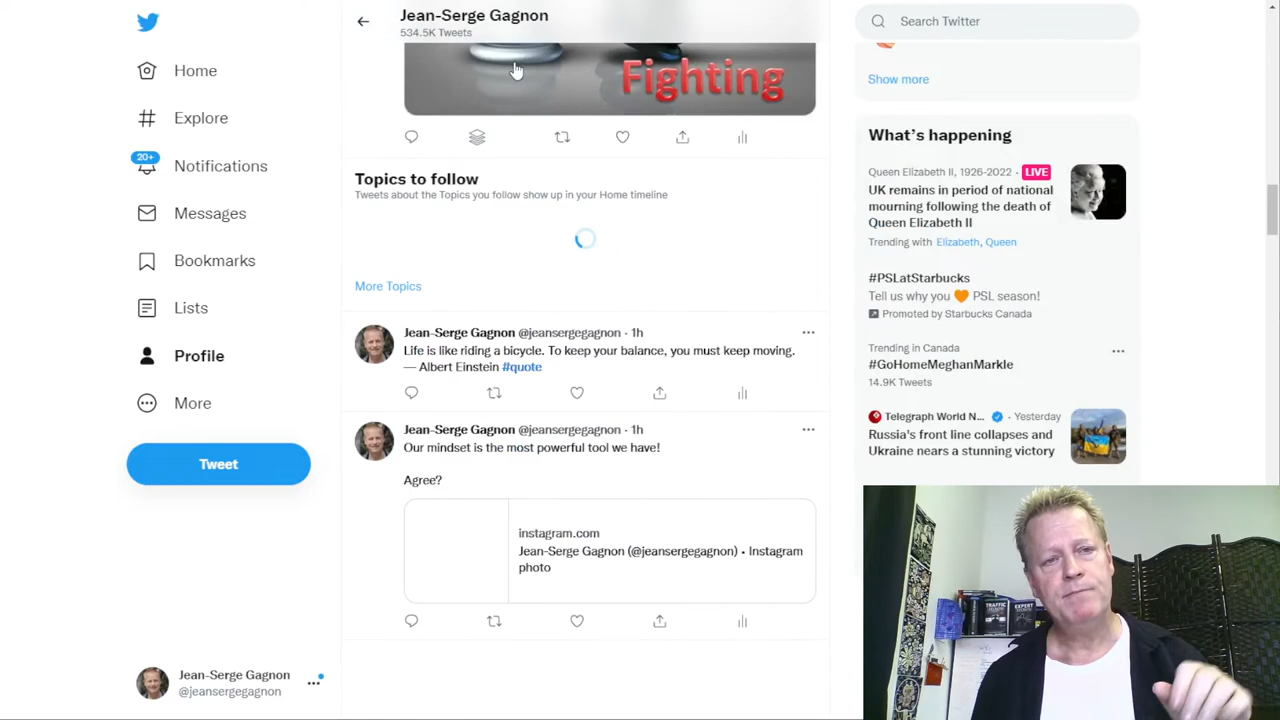 Jean-Serge Gagnon
534.5K Tweets
Search Twitter
Home
Explore
20+
Notifications
Messages
Bookmarks
Lists
Profile
More
Tweet
Jean-Serge Gagnon
@jeansergegagnon
Fighting
Topics to follow
Tweets about the Topics you follow show up in your Home timeline
More Topics
Jean-Serge Gagnon @jeansergegagnon · 1h
Life is like riding a bicycle. To keep your balance, you must keep moving.
— Albert Einstein #quote
Jean-Serge Gagnon @jeansergegagnon · 1h
Our mindset is the most powerful tool we have!
Agree?
instagram.com
Jean-Serge Gagnon (@jeansergegagnon) • Instagram
photo
Show more
What's happening
Queen Elizabeth II, 1926-2022 · LIVE
UK remains in period of national
mourning following the death of
Queen Elizabeth II
Trending with Elizabeth, Queen
#PSLatStarbucks
Tell us why you 🧡 PSL season!
Promoted by Starbucks Canada
Trending in Canada
#GoHomeMeghanMarkle
14.9K Tweets
Telegraph World N... · Yesterday
Russia's front line collapses and
Ukraine nears a stunning victory
TRAFFIC
SECRETS
EXPERT
SECRETS